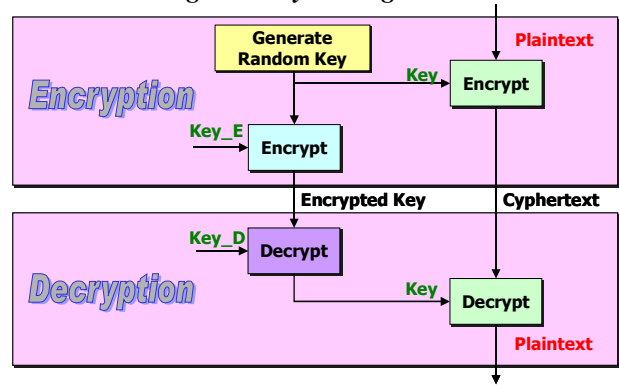 Generate
Random Key
Plaintext
Key
Encrypt
Encryption
Key_E
Encrypt
Encrypted Key
Cyphertext
Key_D
Decrypt
Decryption
Key
Decrypt
Plaintext